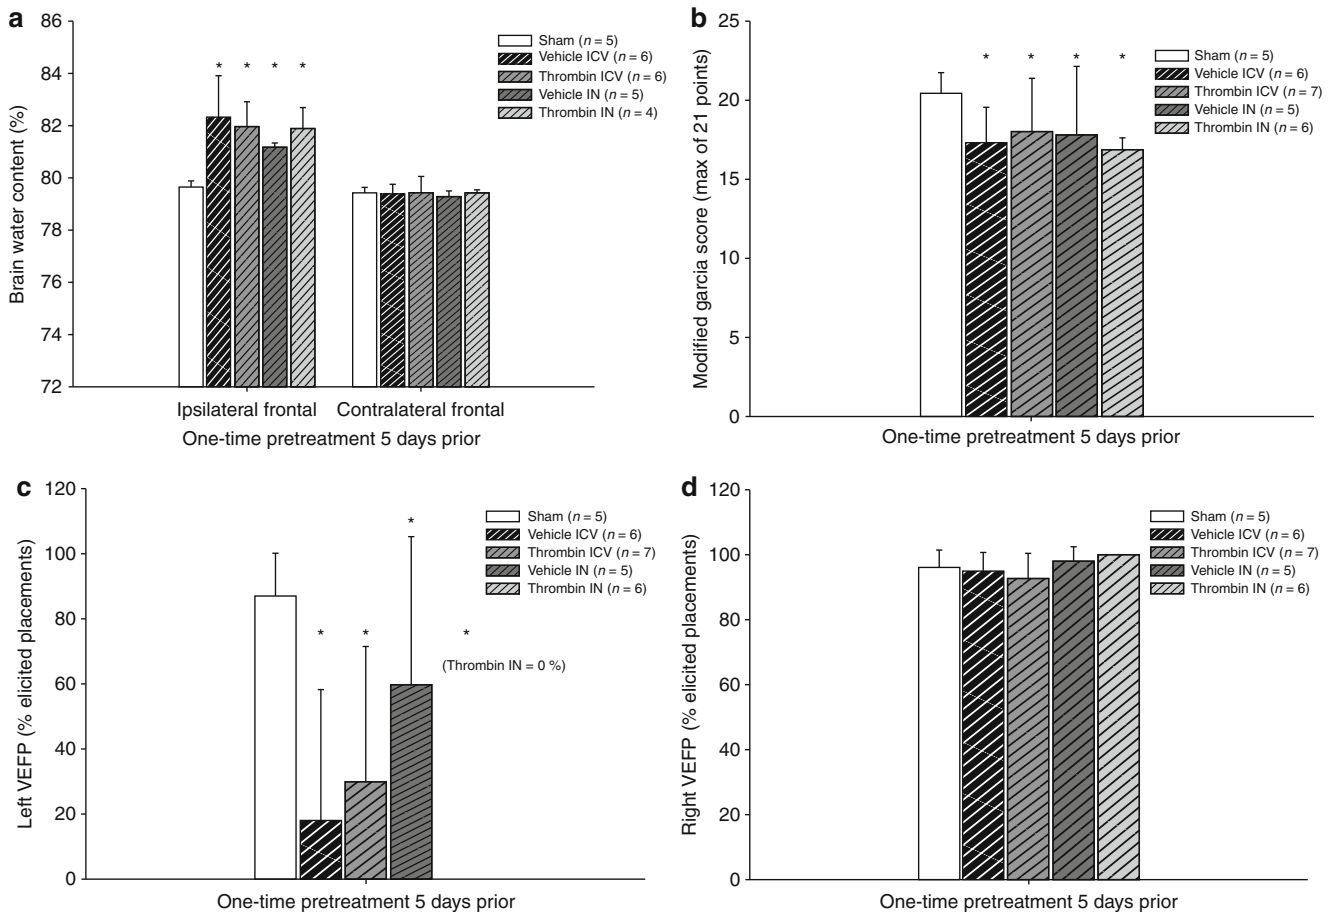 a
Brain water content (%)
86
84
82
80
78
76
74
72
* * * *
Sham (n = 5)
Vehicle ICV (n = 6)
Thrombin ICV (n = 6)
Vehicle IN (n = 5)
Thrombin IN (n = 4)
Ipsilateral frontal Contralateral frontal
One-time pretreatment 5 days prior
b
Modified garcia score (max of 21 points)
25
20
15
10
5
0
* * * *
Sham (n = 5)
Vehicle ICV (n = 6)
Thrombin ICV (n = 7)
Vehicle IN (n = 5)
Thrombin IN (n = 6)
One-time pretreatment 5 days prior
c
Left VEFP (% elicited placements)
120
100
80
60
40
20
0
* * * *
(Thrombin IN = 0 %)
Sham (n = 5)
Vehicle ICV (n = 6)
Thrombin ICV (n = 7)
Vehicle IN (n = 5)
Thrombin IN (n = 6)
One-time pretreatment 5 days prior
d
Right VEFP (% elicited placements)
120
100
80
60
40
20
0
Sham (n = 5)
Vehicle ICV (n = 6)
Thrombin ICV (n = 7)
Vehicle IN (n = 5)
Thrombin IN (n = 6)
One-time pretreatment 5 days prior